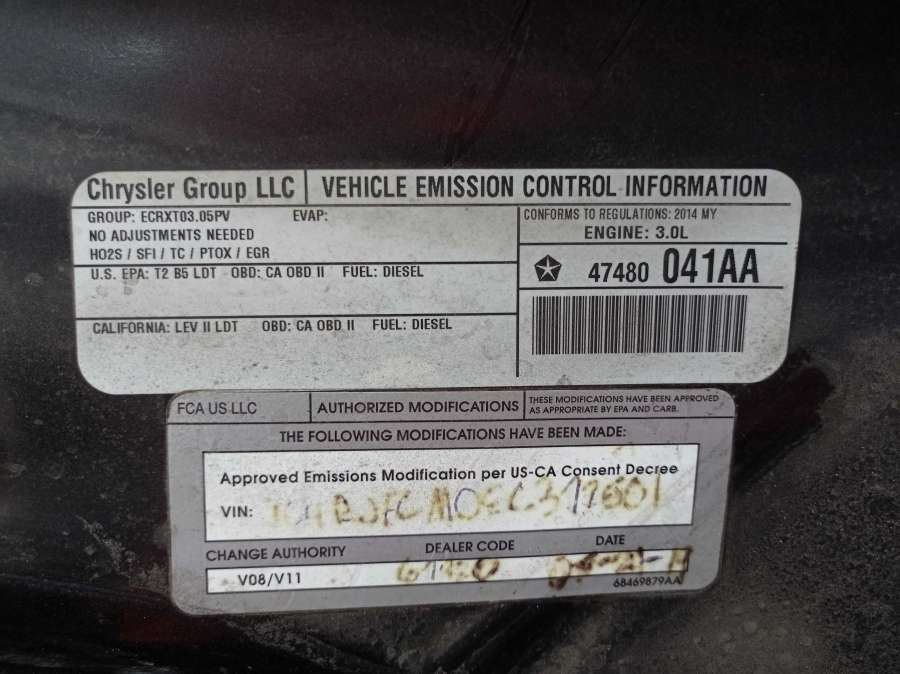 Chrysler Group LLC VEHICLE EMISSION CONTROL INFORMATION
GROUP: ECRXT03.05PV EVAP:
NO ADJUSTMENTS NEEDED
HO2S / SFI / TC / PTOX / EGR
U.S. EPA: T2 B5 LDT OBD: CA OBD II FUEL: DIESEL
CALIFORNIA: LEV II LDT OBD: CA OBD II FUEL: DIESEL
CONFORMS TO REGULATIONS: 2014 MY
ENGINE: 3.0L
47480 041AA
FCA US LLC
AUTHORIZED MODIFICATIONS
THESE MODIFICATIONS HAVE BEEN APPROVED
AS APPROPRIATE BY EPA AND CARB.
THE FOLLOWING MODIFICATIONS HAVE BEEN MADE:
Approved Emissions Modification per US-CA Consent Decree
VIN:
CHANGE AUTHORITY DEALER CODE DATE
V08/V11
68469879AA